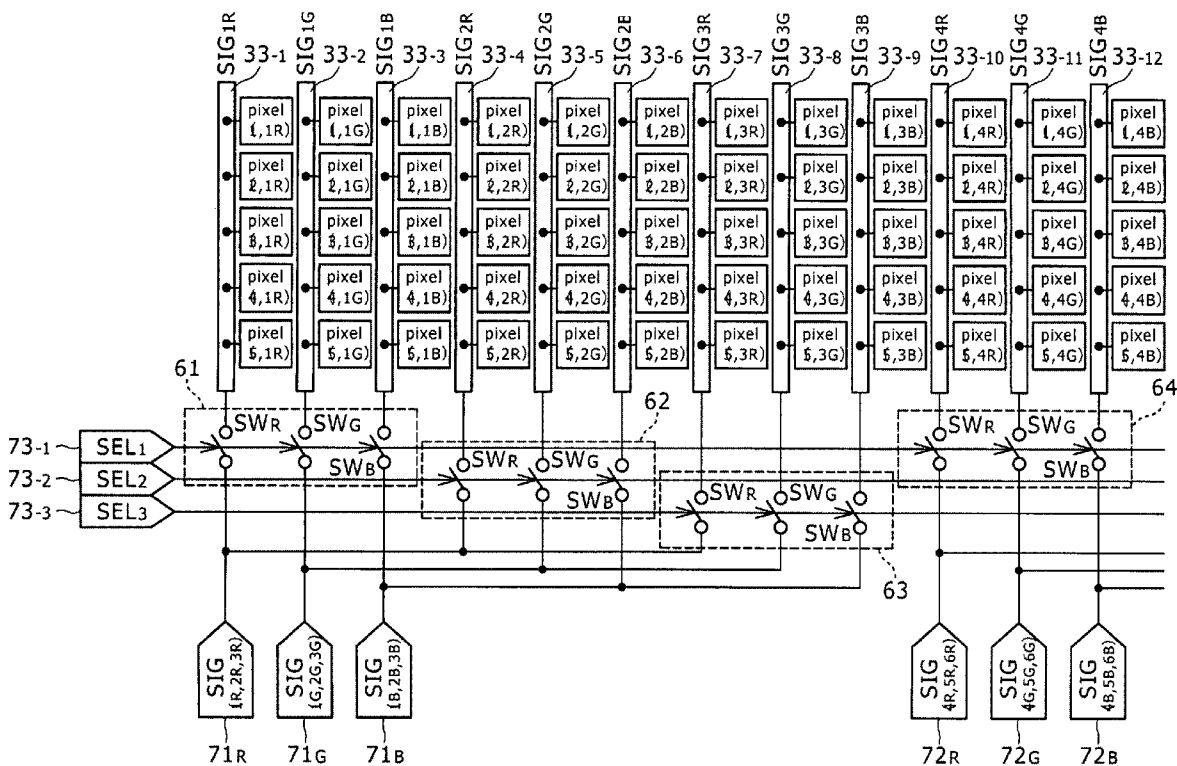 SIG1R SIG1G SIG1B SIG2R SIG2G SIG2B SIG3R SIG3G SIG3B SIG4R SIG4G SIG4B
33-1 33-2 33-3 33-4 33-5 33-6 33-7 33-8 33-9 33-10 33-11 33-12
pixel pixel pixel pixel pixel pixel pixel pixel pixel pixel pixel pixel
(1,1R) (1,1G) (1,1B) (1,2R) (1,2G) (1,2B) (1,3R) (1,3G) (1,3B) (1,4R) (1,4G) (1,4B)
pixel pixel pixel pixel pixel pixel pixel pixel pixel pixel pixel pixel
(2,1R) (2,1G) (2,1B) (2,2R) (2,2G) (2,2B) (2,3R) (2,3G) (2,3B) (2,4R) (2,4G) (2,4B)
pixel pixel pixel pixel pixel pixel pixel pixel pixel pixel pixel pixel
(3,1R) (3,1G) (3,1B) (3,2R) (3,2G) (3,2B) (3,3R) (3,3G) (3,3B) (3,4R) (3,4G) (3,4B)
pixel pixel pixel pixel pixel pixel pixel pixel pixel pixel pixel pixel
(4,1R) (4,1G) (4,1B) (4,2R) (4,2G) (4,2B) (4,3R) (4,3G) (4,3B) (4,4R) (4,4G) (4,4B)
pixel pixel pixel pixel pixel pixel pixel pixel pixel pixel pixel pixel
(5,1R) (5,1G) (5,1B) (5,2R) (5,2G) (5,2B) (5,3R) (5,3G) (5,3B) (5,4R) (5,4G) (5,4B)
61 62 64
SWR SWG SWR SWG
73-1 SEL1
SWB SWR SWG SWB
73-2 SEL2
SWB SWR SWG
73-3 SEL3
SWB
63
SIG
(1R,2R,3R)
SIG
(1G,2G,3G)
SIG
(1B,2B,3B)
SIG
(4R,5R,6R)
SIG
(4G,5G,6G)
SIG
(4B,5B,6B)
71R 71G 71B 72R 72G 72B